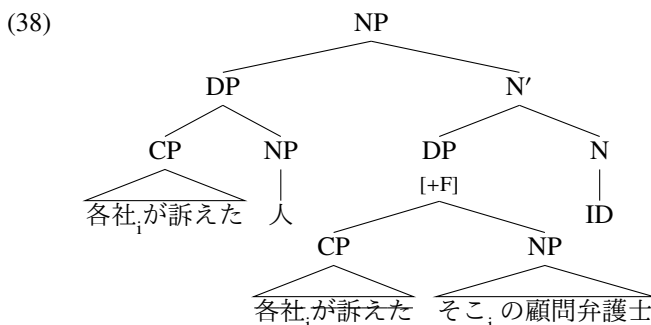 (38)
NP
DP N′
CP NP DP N
[+F]
各社iが訴えた 人 ID
CP NP
各社iが訴えた そこiの顧問弁護士